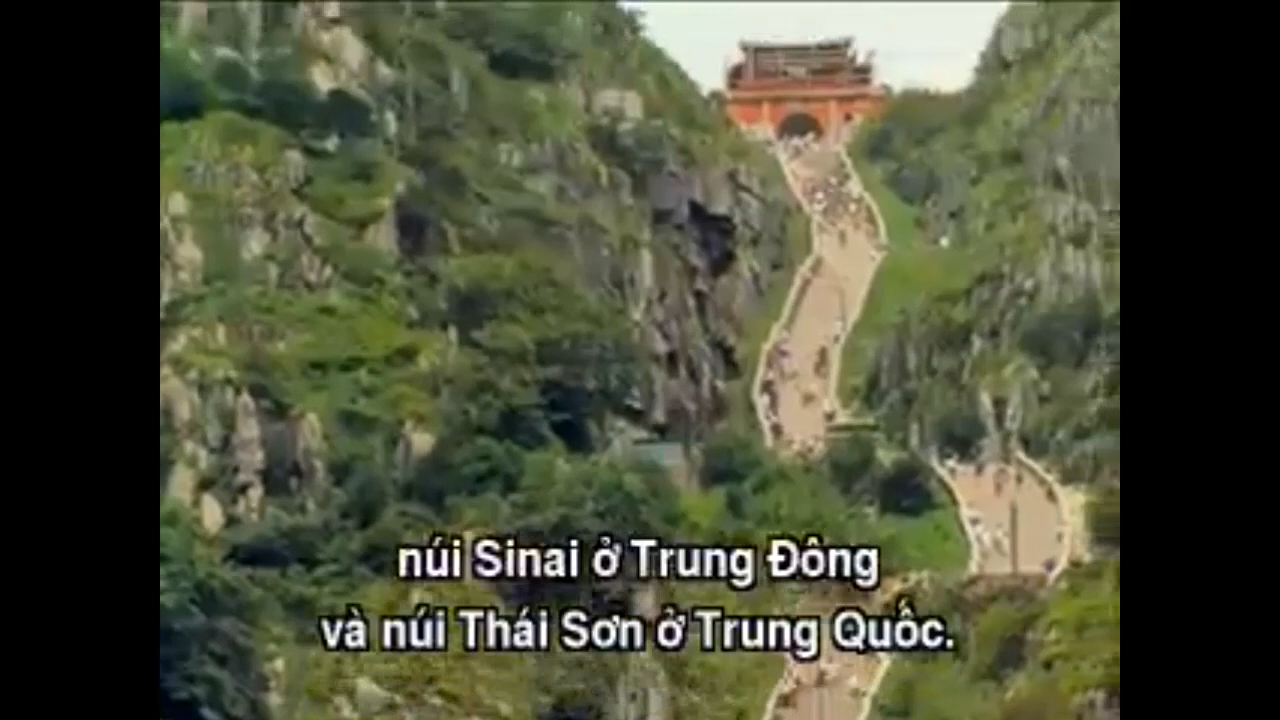 núi Sinai ở Trung Đông
và núi Thái Sơn ở Trung Quốc.